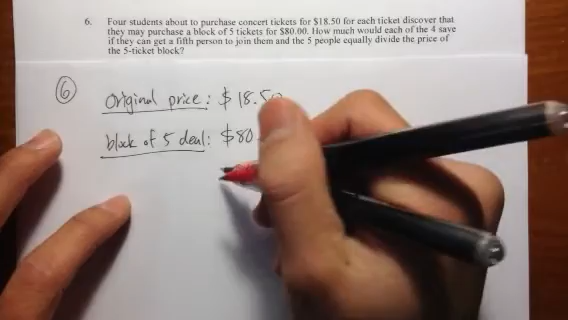 6. Four students about to purchase concert tickets for $18.50 for each ticket discover that
they may purchase a block of 5 tickets for $80.00. How much would each of the 4 save
if they can get a fifth person to join them and the 5 people equally divide the price of
the 5-ticket block?
6
Original price: $18.50
block of 5 deal: $80